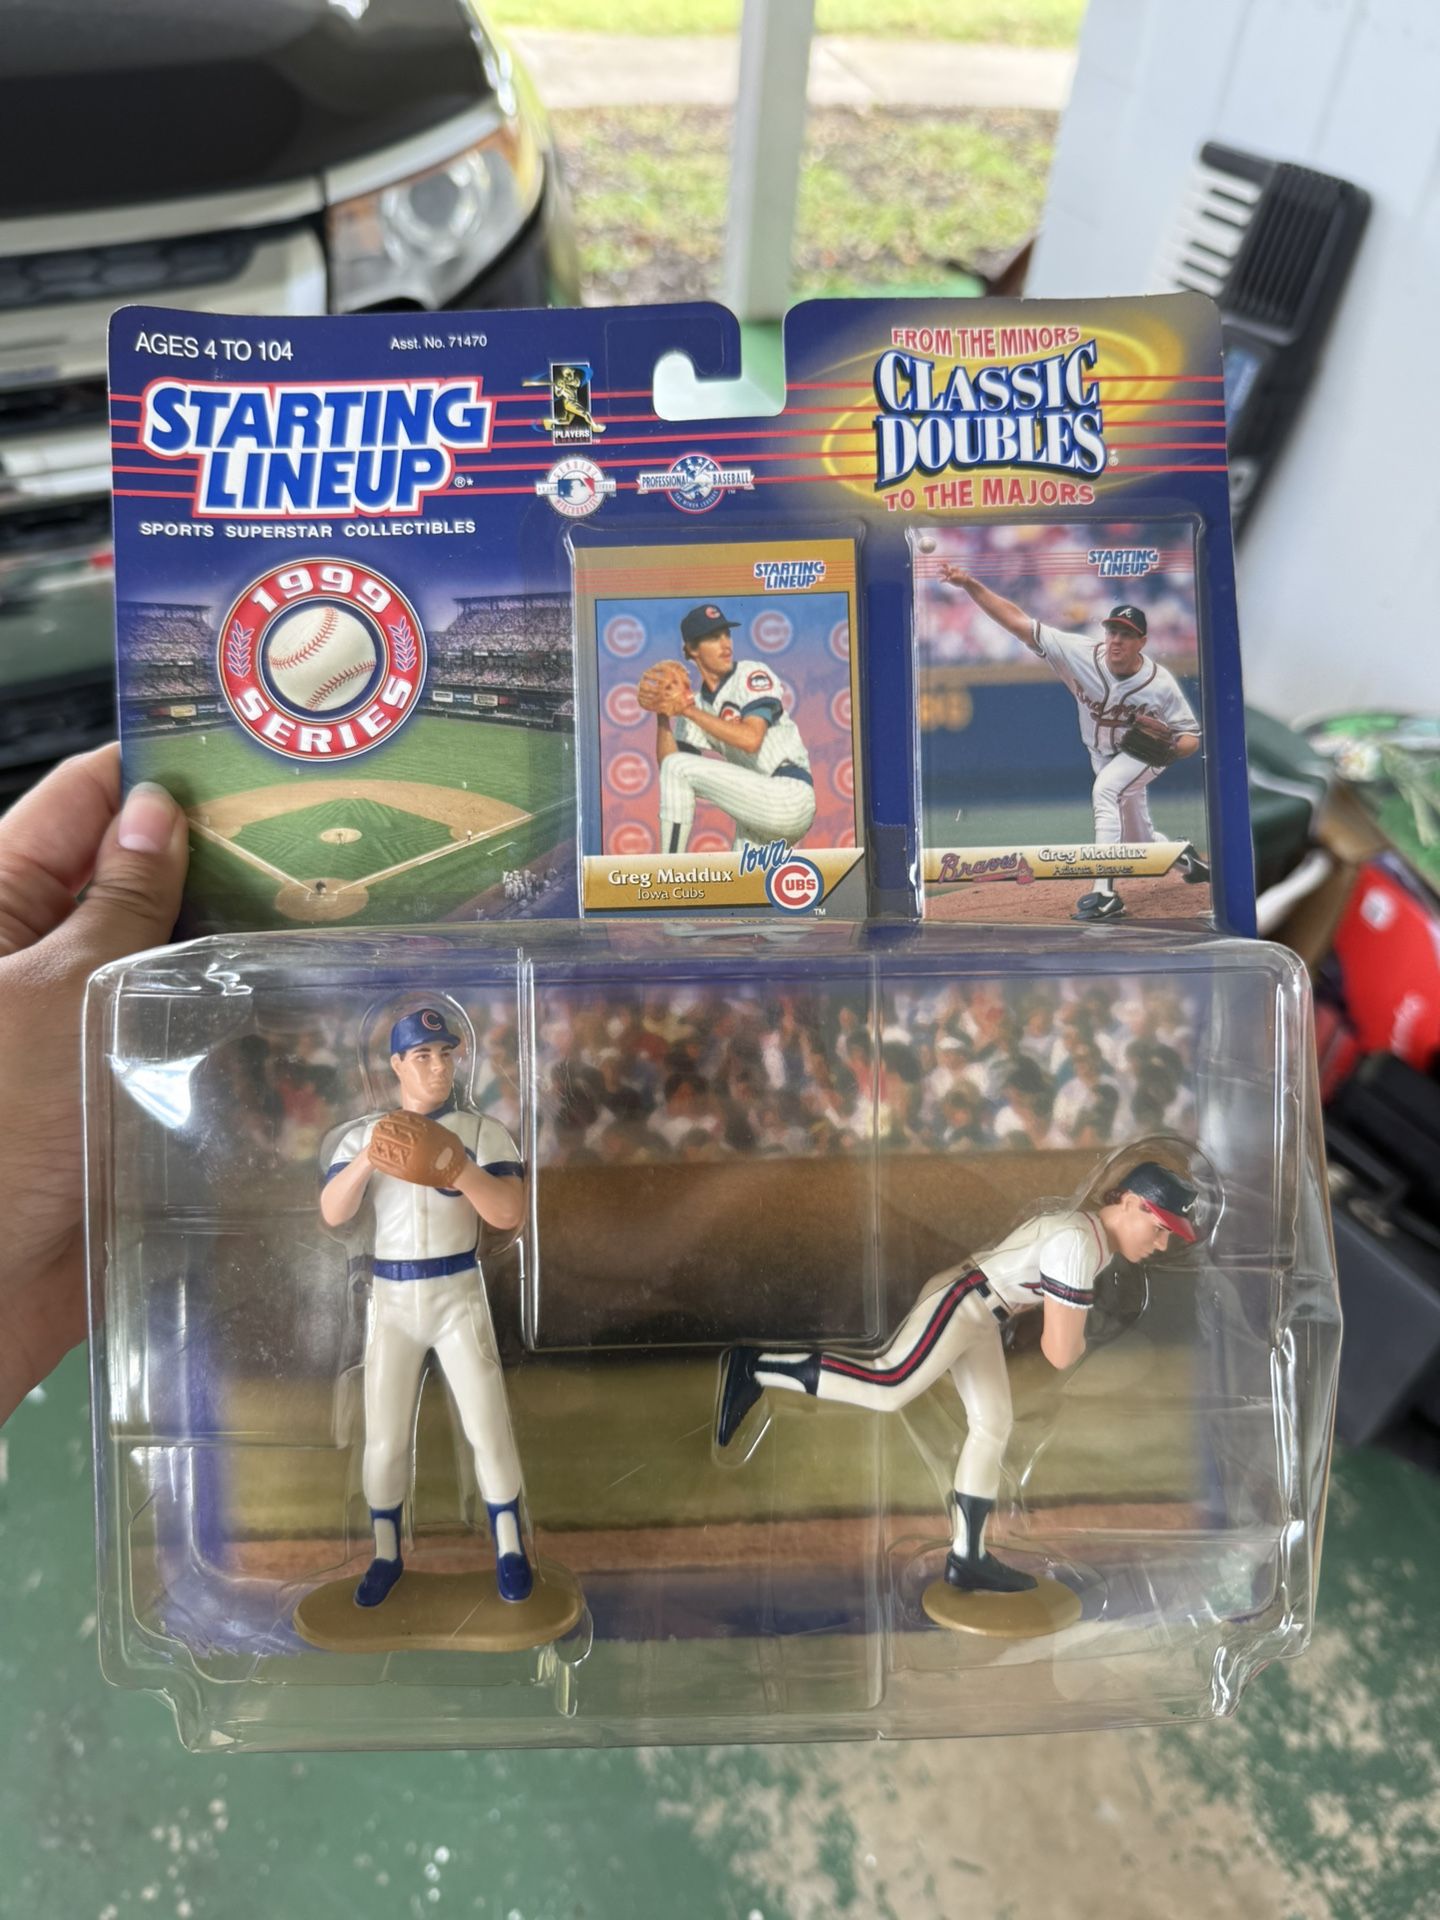 AGES 4 TO 104
Asst. No. 71470
STARTING
LINEUP®*
SPORTS SUPERSTAR COLLECTIBLES
PLAYERS
PROFESSIONAL BASEBALL
FROM THE MINORS
CLASSIC
DOUBLES®
TO THE MAJORS
1999
SERIES
STARTING
LINEUP
Iowa
CUBS
TM
Greg Maddux
Iowa Cubs
STARTING
LINEUP
Braves
Greg Maddux
Atlanta Braves
C
A